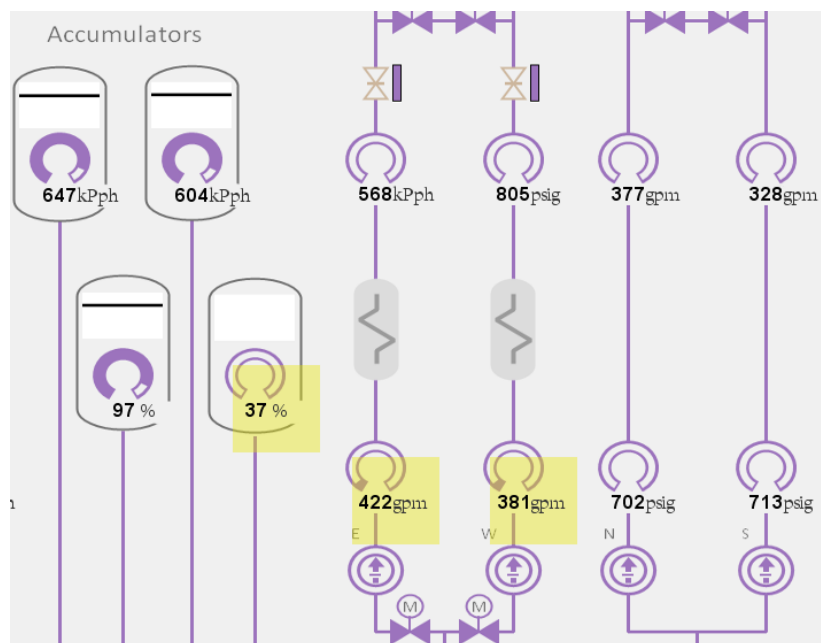 Accumulators
647kPph
604kPph
568kPph
805psig
377gpm
328gpm
97 %
37 %
422gpm
381gpm
702psig
713psig
E
W
N
S
M
M